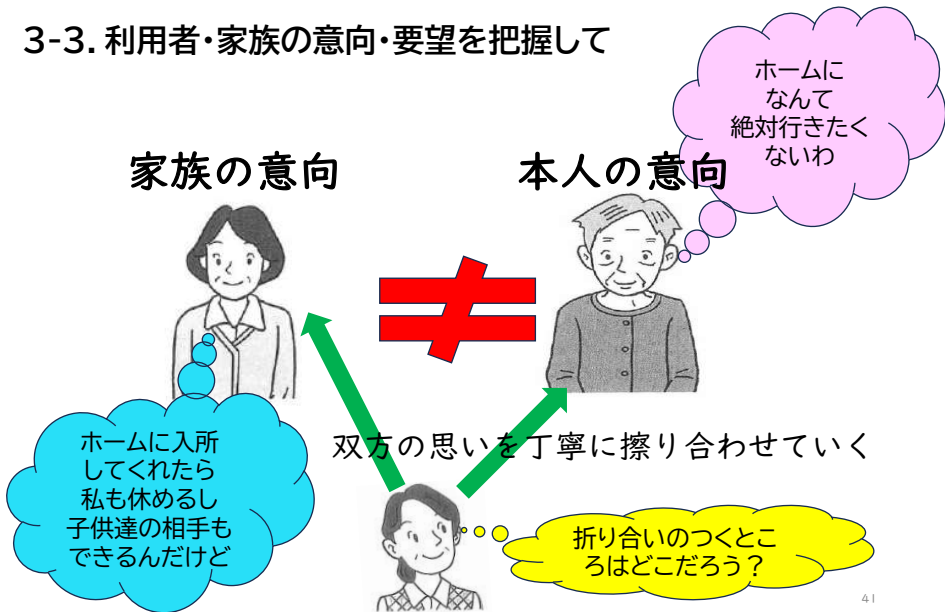 3-3. 利用者・家族の意向・要望を把握して
ホームに
なんて
絶対行きたく
ないわ
家族の意向
本人の意向
双方の思いを丁寧に擦り合わせていく
ホームに入所
してくれたら
私も休めるし
子供達の相手も
できるんだけど
折り合いのつくとこ
ろはどこだろう？
41